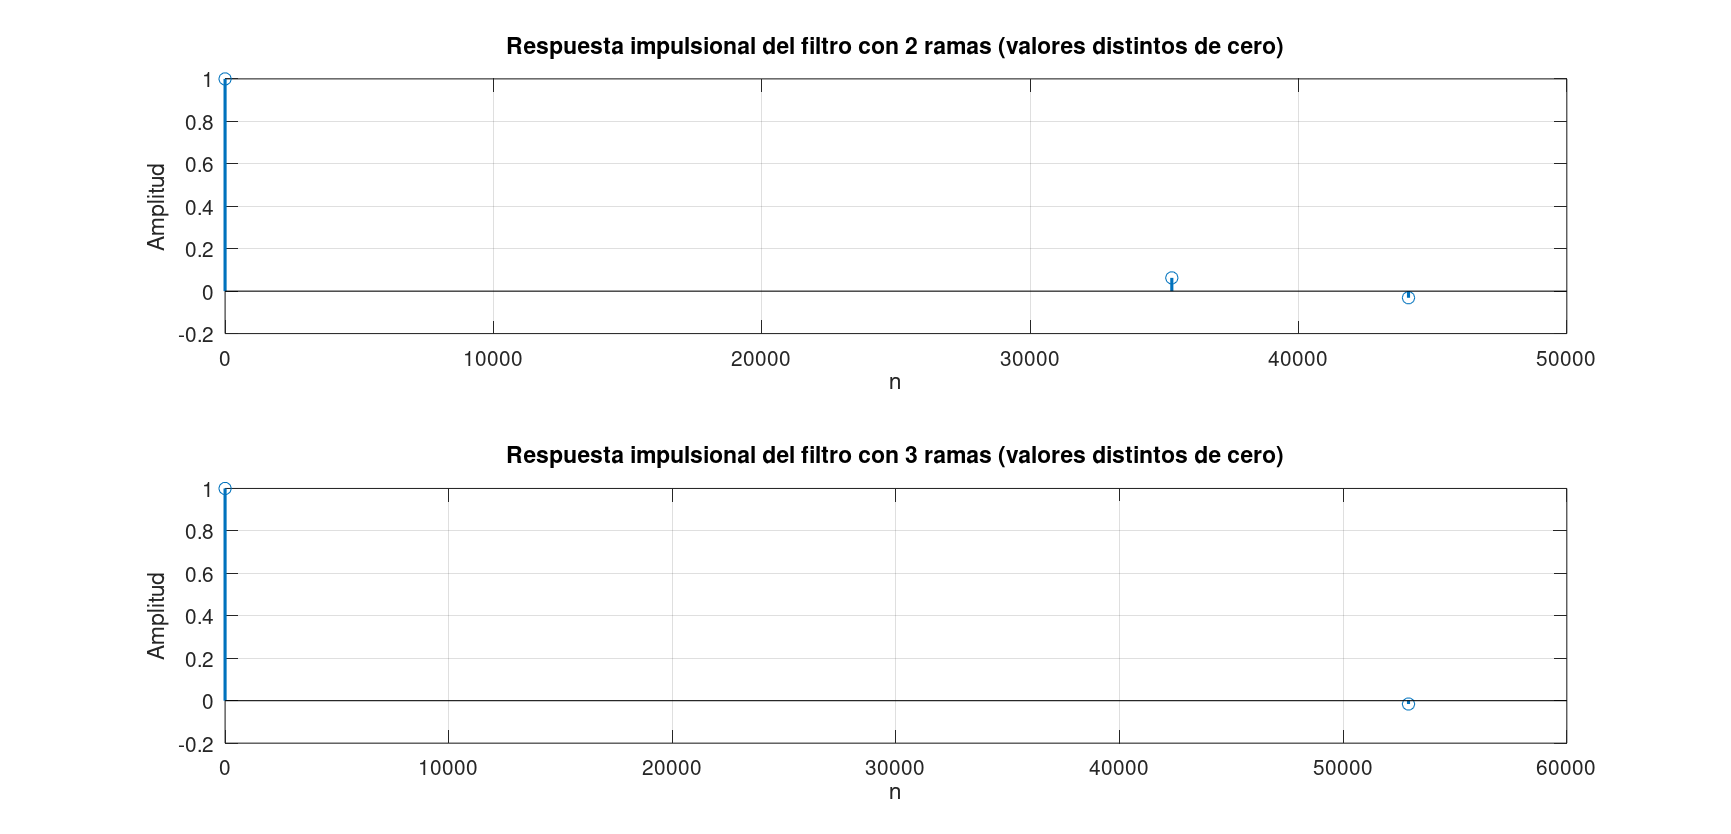 Respuesta impulsional del filtro con 2 ramas (valores distintos de cero)
1
0.8
0.6
0.4
0.2
0
-0.2
Amplitud
0 10000 20000 30000 40000 50000
n
Respuesta impulsional del filtro con 3 ramas (valores distintos de cero)
1
0.8
0.6
0.4
0.2
0
-0.2
Amplitud
0 10000 20000 30000 40000 50000 60000
n